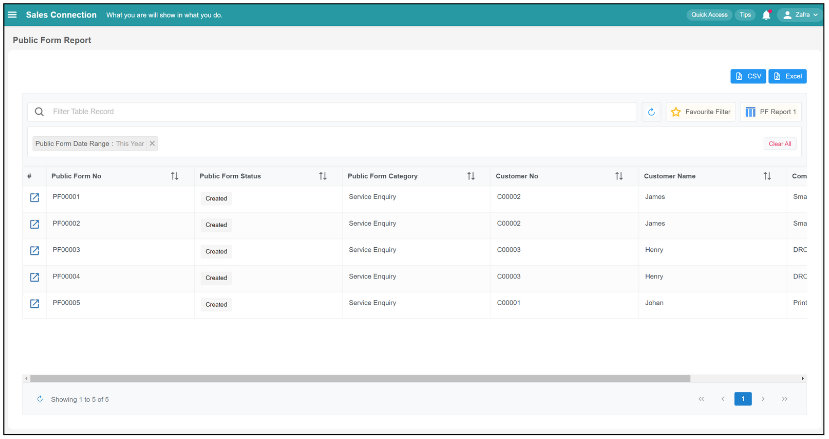 Sales Connection What you are will show in what you do. Quick Access Tips Zafra
Public Form Report
CSV Excel
Filter Table Record Favourite Filter PF Report 1
Public Form Date Range : This Year ✕ Clear All
# Public Form No Public Form Status Public Form Category Customer No Customer Name Com
PF00001 Created Service Enquiry C00002 James Sma
PF00002 Created Service Enquiry C00002 James Sma
PF00003 Created Service Enquiry C00003 Henry DRC
PF00004 Created Service Enquiry C00003 Henry DRC
PF00005 Created Service Enquiry C00001 Johan Print
Showing 1 to 5 of 5 « ‹ 1 › »